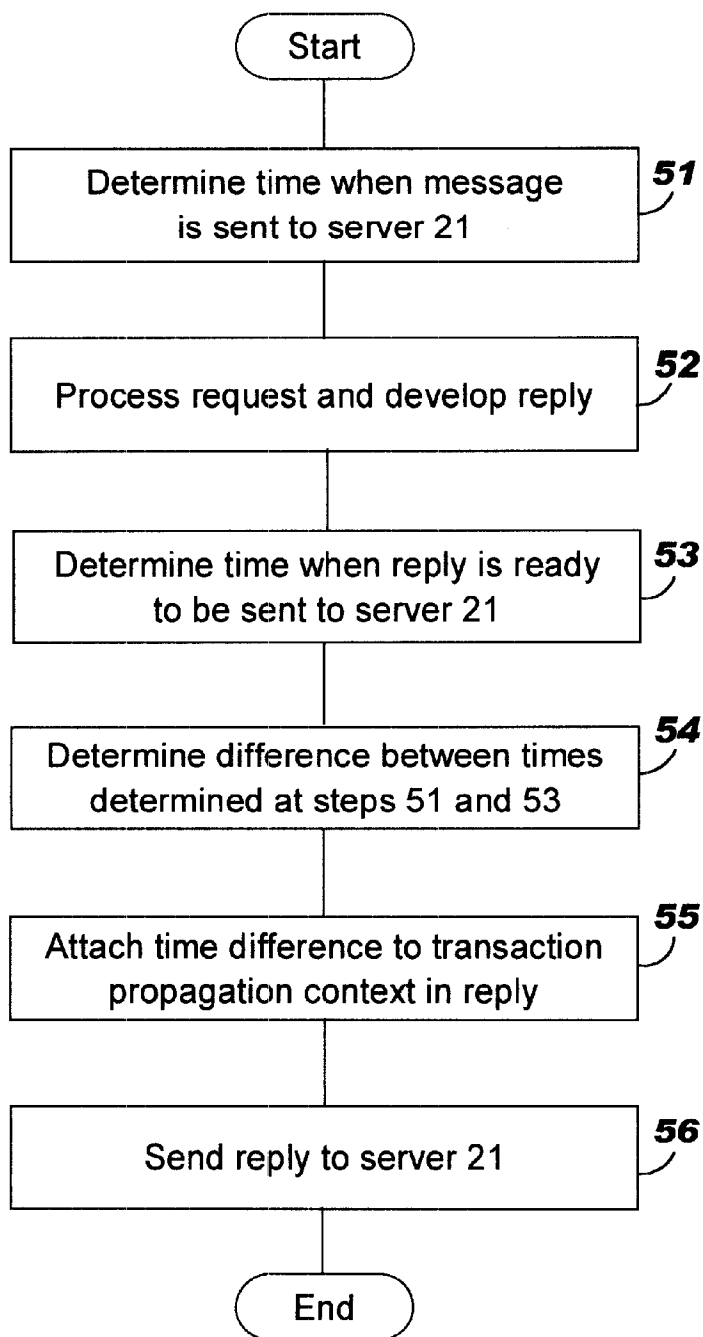 Start
Determine time when message
is sent to server 21
51
Process request and develop reply
52
Determine time when reply is ready
to be sent to server 21
53
Determine difference between times
determined at steps 51 and 53
54
Attach time difference to transaction
propagation context in reply
55
Send reply to server 21
56
End